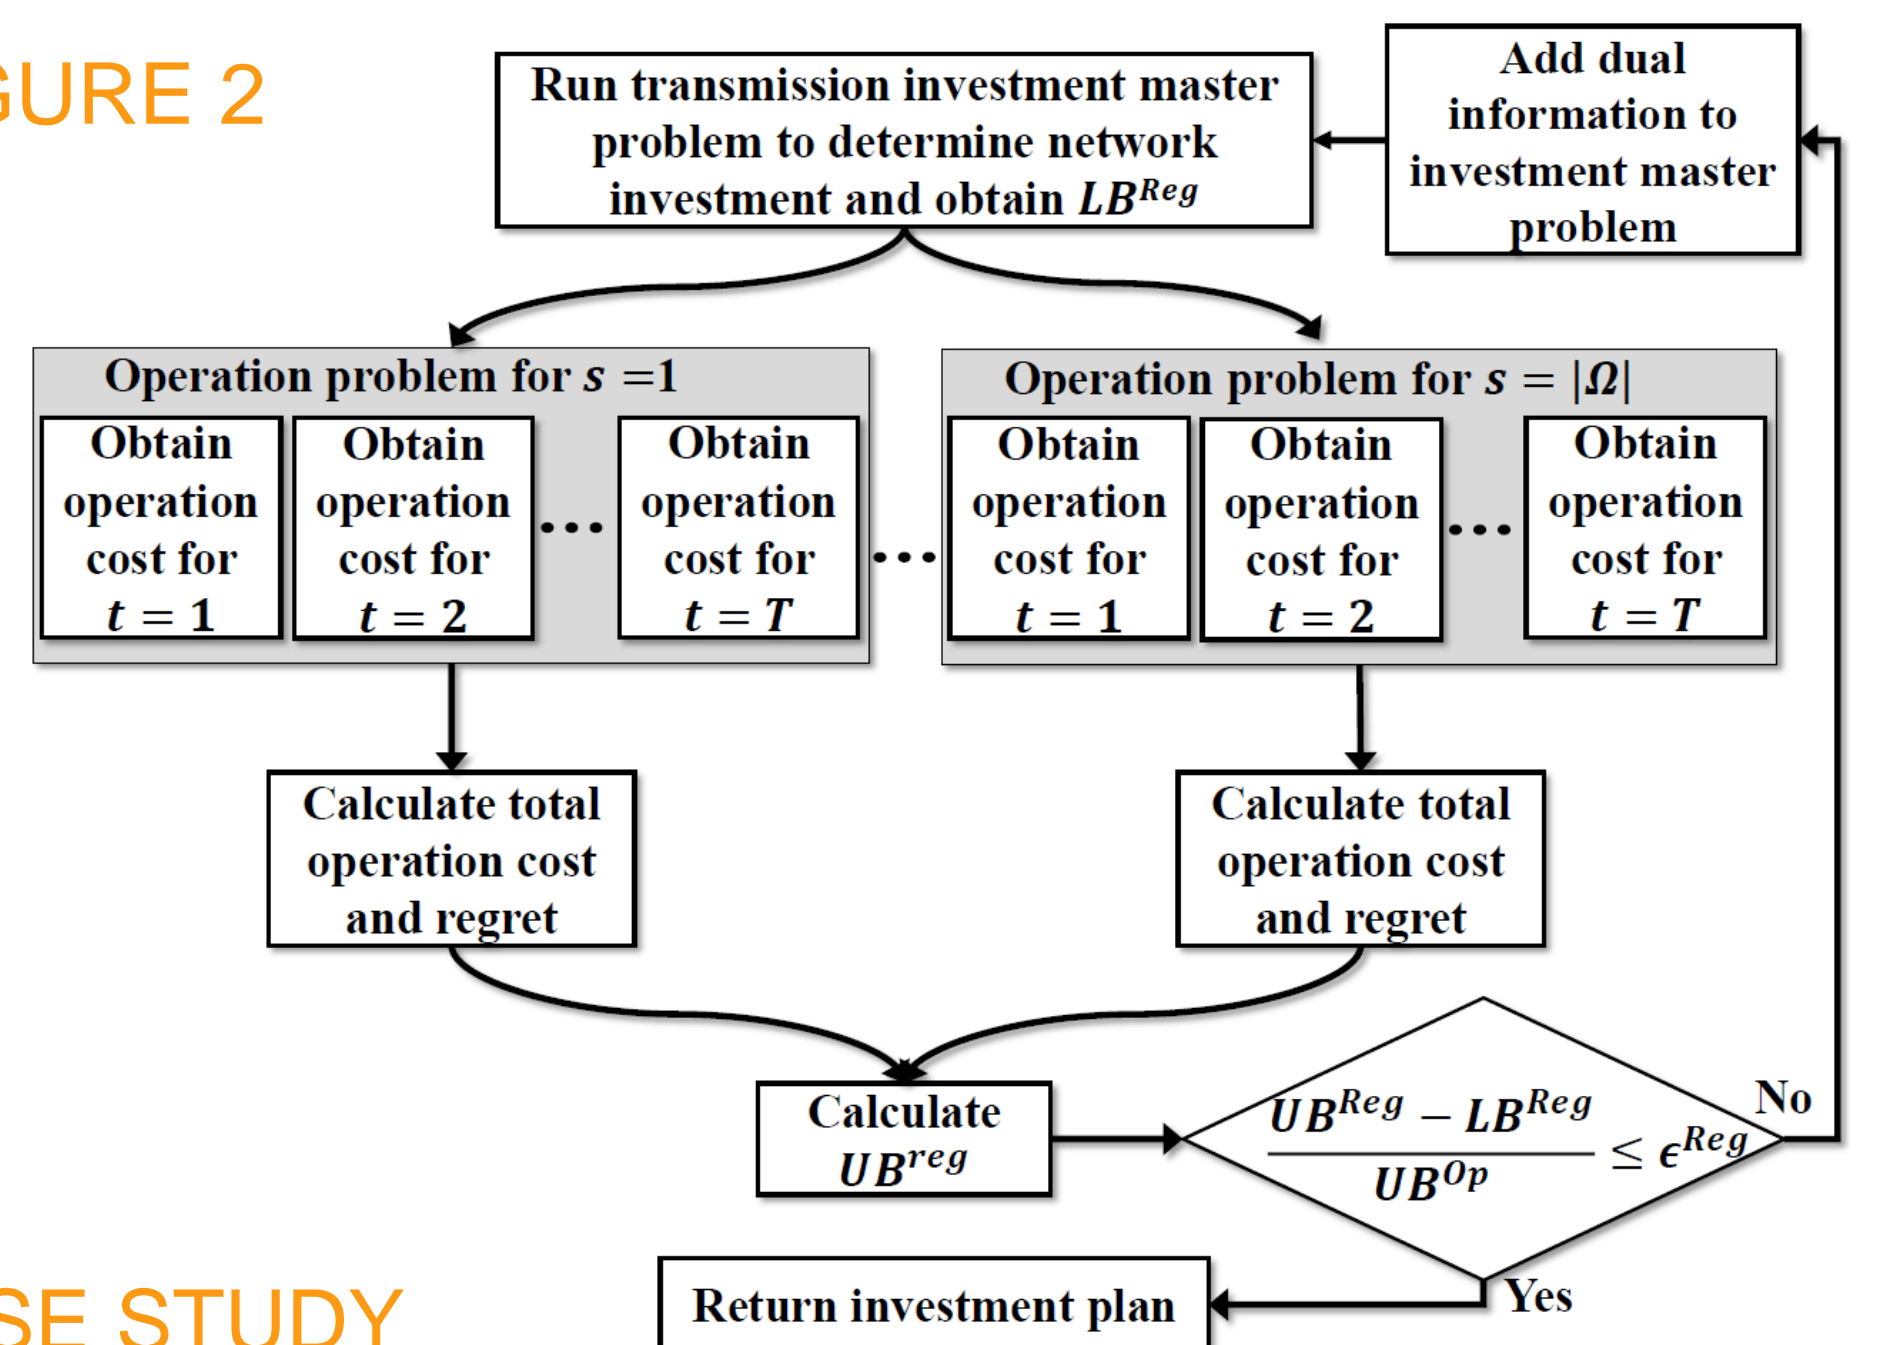 GURE 2
Run transmission investment master
problem to determine network
investment and obtain LB^Reg
Add dual
information to
investment master
problem
Operation problem for s =1
Obtain
operation
cost for
t = 1
Obtain
operation
cost for
t = 2
...
Obtain
operation
cost for
t = T
...
Operation problem for s = |Ω|
Obtain
operation
cost for
t = 1
Obtain
operation
cost for
t = 2
...
Obtain
operation
cost for
t = T
Calculate total
operation cost
and regret
Calculate total
operation cost
and regret
Calculate
UB^reg
UB^Reg − LB^Reg
≤ ϵ^Reg
UB^Op
No
Yes
Return investment plan
SE STUDY